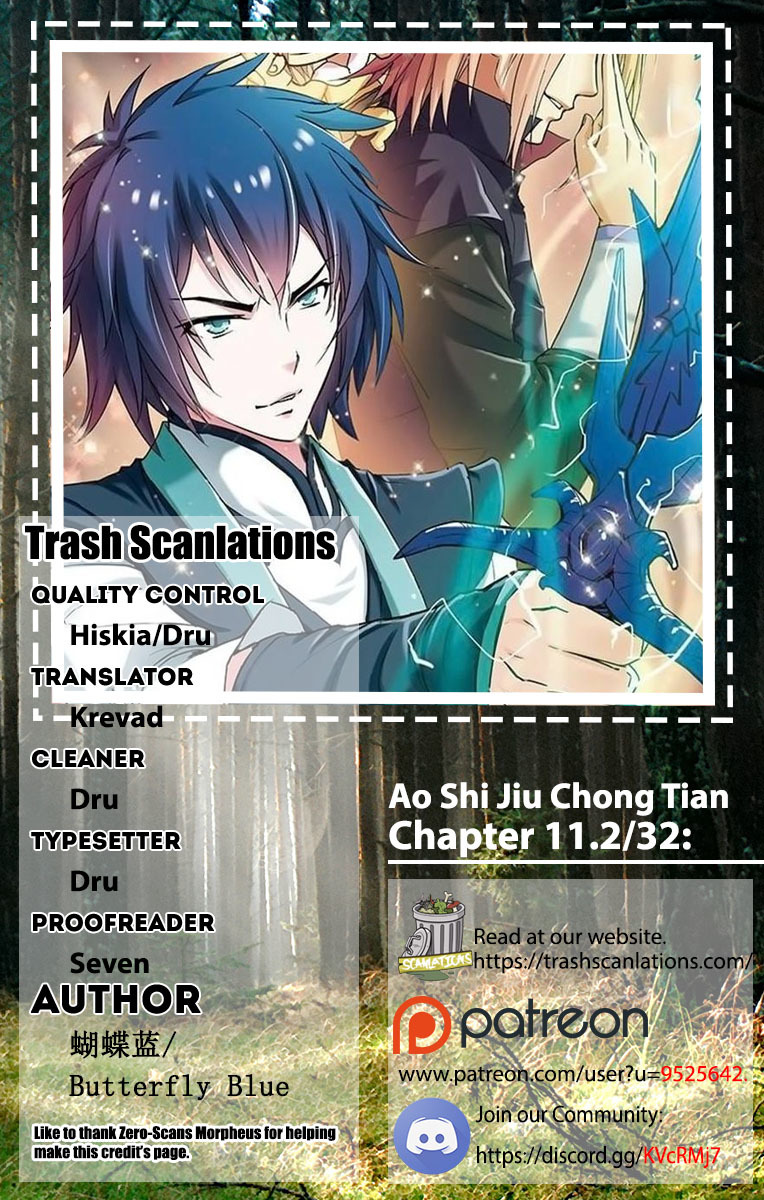 Trash Scanlations
QUALITY CONTROL
Hiskia/Dru
TRANSLATOR
Krevad
CLEANER
Dru
TYPESETTER
Dru
PROOFREADER
Seven
AUTHOR
蝴蝶蓝/
Butterfly Blue
Like to thank Zero-Scans Morpheus for helping
make this credit's page.
Ao Shi Jiu Chong Tian
Chapter 11.2/32:
SCANLATIONS
Read at our website.
https://trashscanlations.com/
patreon
www.patreon.com/user?u=9525642.
Join our Community:
https://discord.gg/KVcRMj7